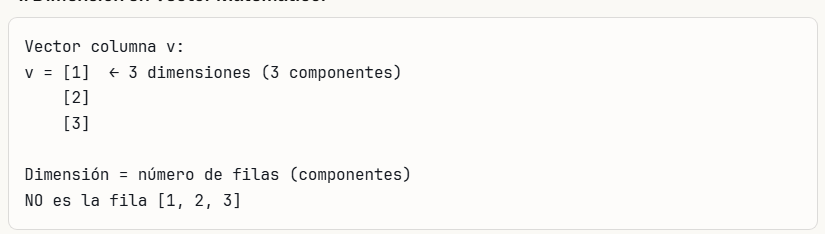 Vector columna v:
v = [1]  ← 3 dimensiones (3 componentes)
[2]
[3]
Dimensión = número de filas (componentes)
NO es la fila [1, 2, 3]